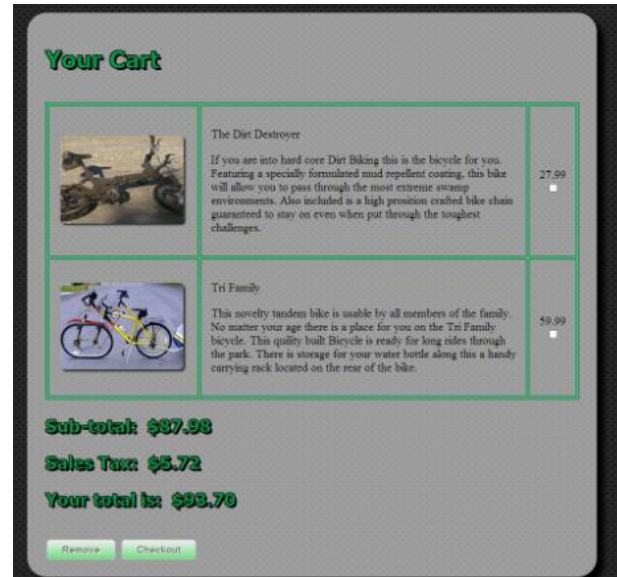 Your Cart
The Dirt Destroyer
If you are into hard core Dirt Biking this is the bicycle for you.
Featuring a specially formulated mud repellent coating, this bike
will allow you to pass through the most extreme swamp
environments. Also included is a high prosition crafted bike chain
guaranteed to stay on even when put through the toughest
challenges.
27.99
Tri Family
This novelty tandem bike is usable by all members of the family.
No matter your age there is a place for you on the Tri Family
bicycle. This quility built Bicycle is ready for long rides through
the park. There is storage for your water bottle along this a handy
carrying rack located on the rear of the bike.
59.99
Sub-total: $87.98
Sales Tax: $5.72
Your total is: $93.70
Remove Checkout